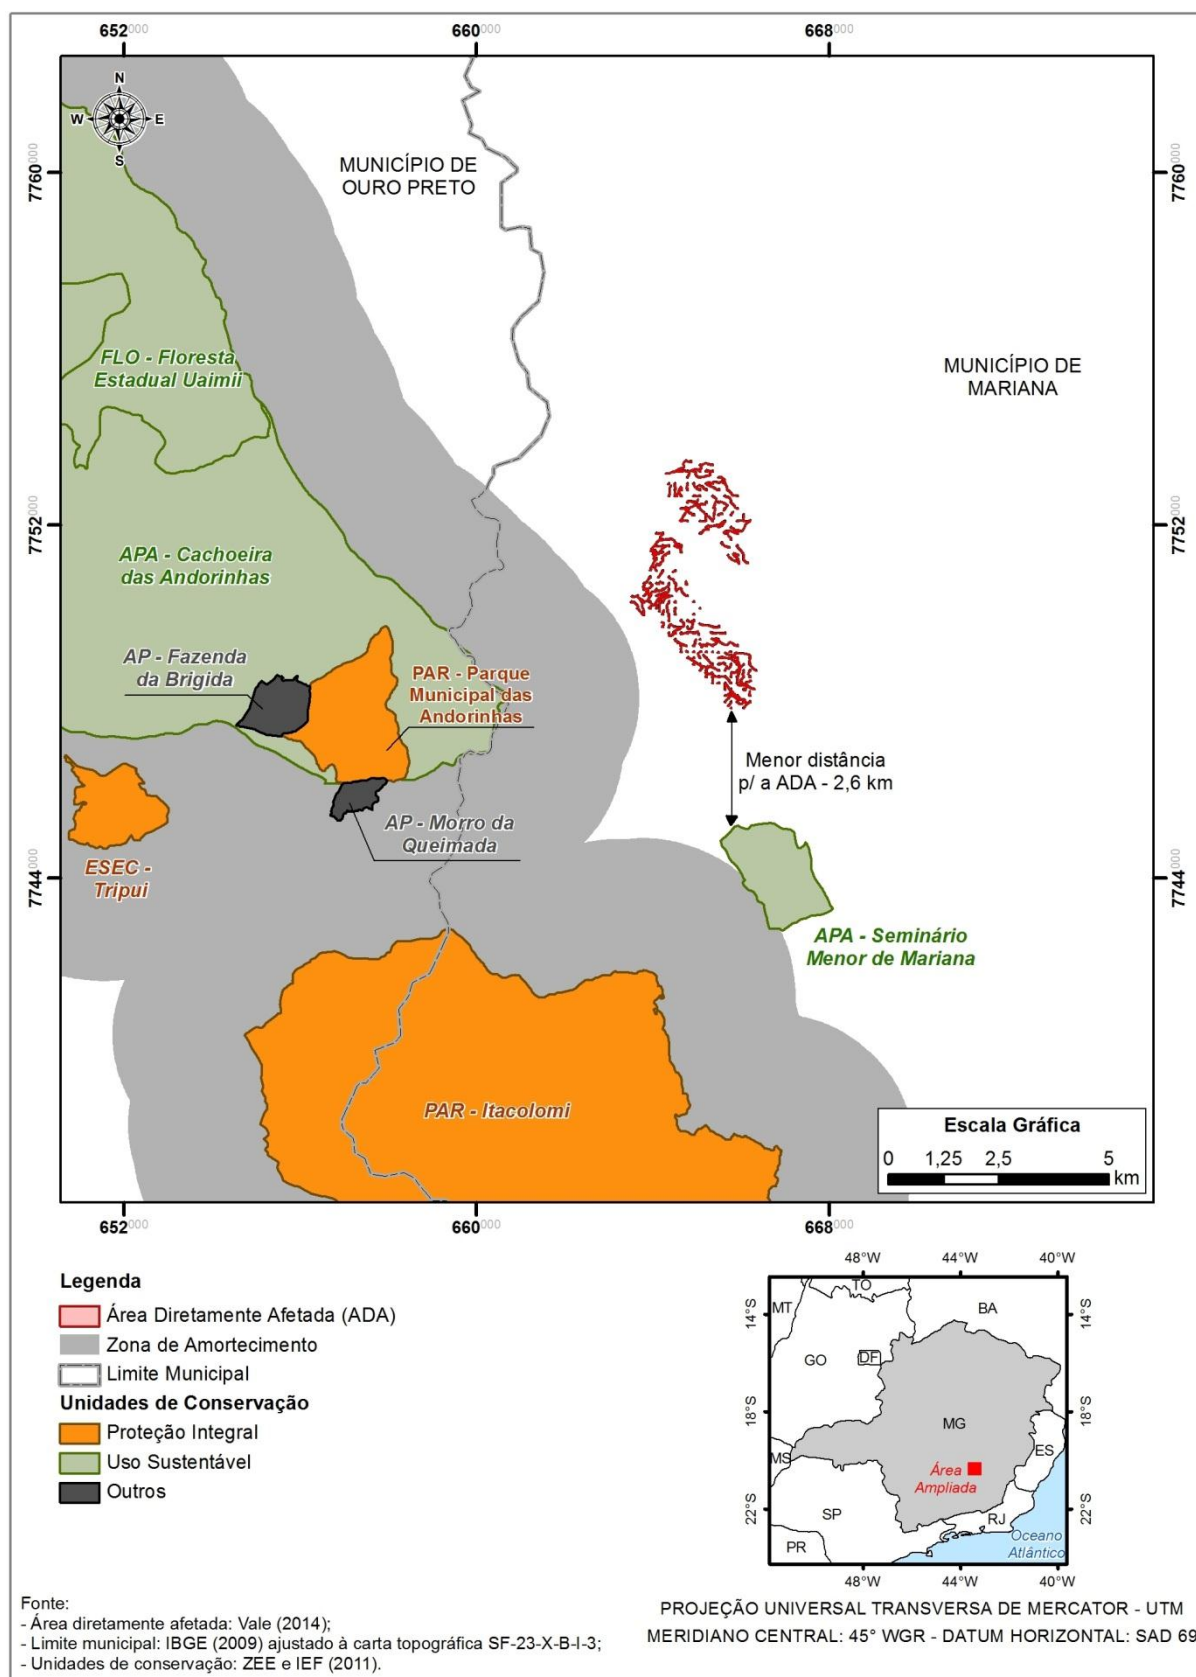 652000
660000
668000
N
W
E
S
7760000
7760000
MUNICÍPIO DE
OURO PRETO
FLO - Floresta
Estadual Uaimii
MUNICÍPIO DE
MARIANA
7752000
7752000
APA - Cachoeira
das Andorinhas
AP - Fazenda
da Brigida
PAR - Parque
Municipal das
Andorinhas
Menor distância
p/ a ADA - 2,6 km
AP - Morro da
Queimada
ESEC -
Tripuí
7744000
7744000
APA - Seminário
Menor de Mariana
PAR - Itacolomi
Escala Gráfica
0 1,25 2,5 5
km
652000
660000
668000
Legenda
Área Diretamente Afetada (ADA)
Zona de Amortecimento
Limite Municipal
Unidades de Conservação
Proteção Integral
Uso Sustentável
Outros
48°W 44°W 40°W
14°S
14°S
MT
TO
BA
GO
DF
18°S
18°S
MG
MS
ES
Área
Ampliada
22°S
22°S
SP
RJ
PR
Oceano
Atlântico
48°W 44°W 40°W
Fonte:
- Área diretamente afetada: Vale (2014);
- Limite municipal: IBGE (2009) ajustado à carta topográfica SF-23-X-B-I-3;
- Unidades de conservação: ZEE e IEF (2011).
PROJEÇÃO UNIVERSAL TRANSVERSA DE MERCATOR - UTM
MERIDIANO CENTRAL: 45° WGR - DATUM HORIZONTAL: SAD 69